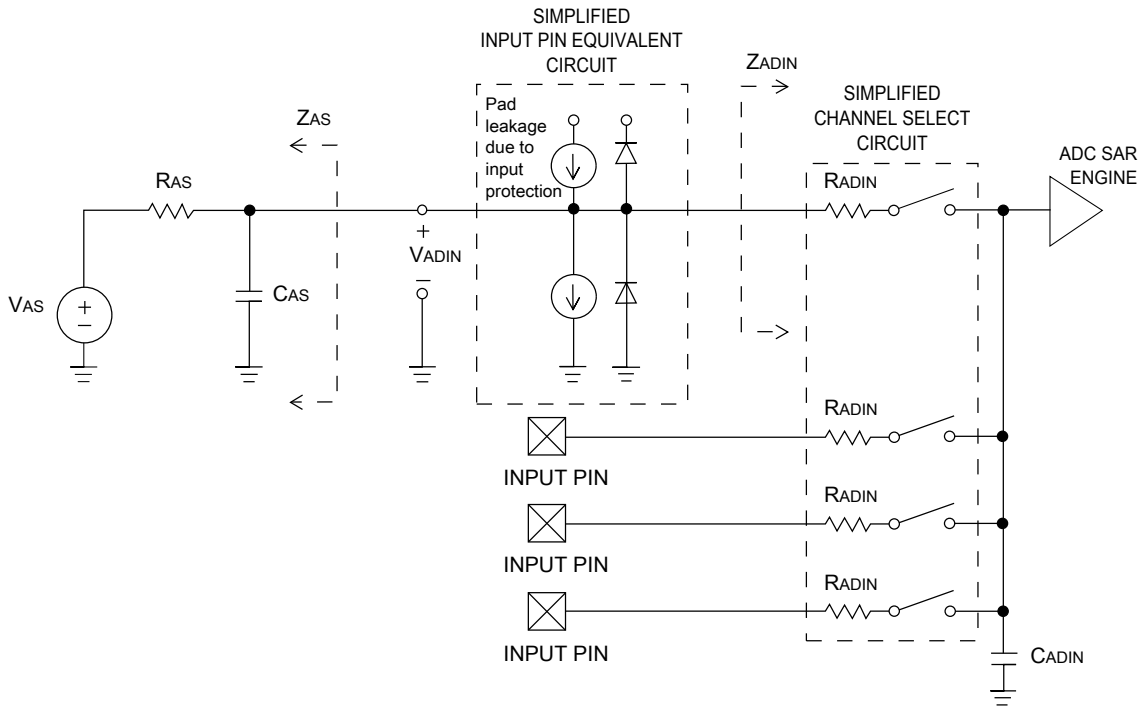 SIMPLIFIED
INPUT PIN EQUIVALENT
CIRCUIT
Pad
leakage
due to
input
protection
ZAS
ZADIN
SIMPLIFIED
CHANNEL SELECT
CIRCUIT
ADC SAR
ENGINE
RAS
RADIN
+
VADIN
–
CAS
VAS
+
–
RADIN
INPUT PIN
RADIN
INPUT PIN
RADIN
INPUT PIN
CADIN